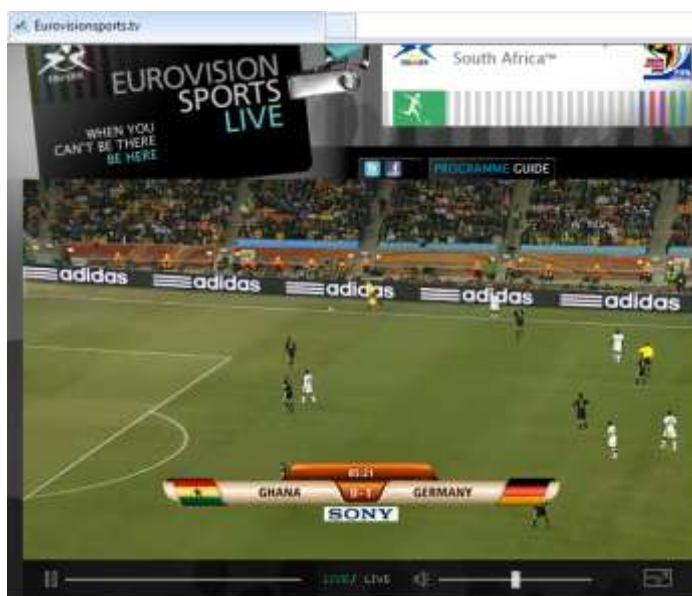 Eurovisionsports.tv
EUROVISION
SPORTS
LIVE
WHEN YOU
CAN'T BE THERE
BE HERE
South Africa™
PROGRAMME GUIDE
adidas adidas adidas adidas adidas
GHANA 0-1 GERMANY
SONY
LIVE/ LIVE